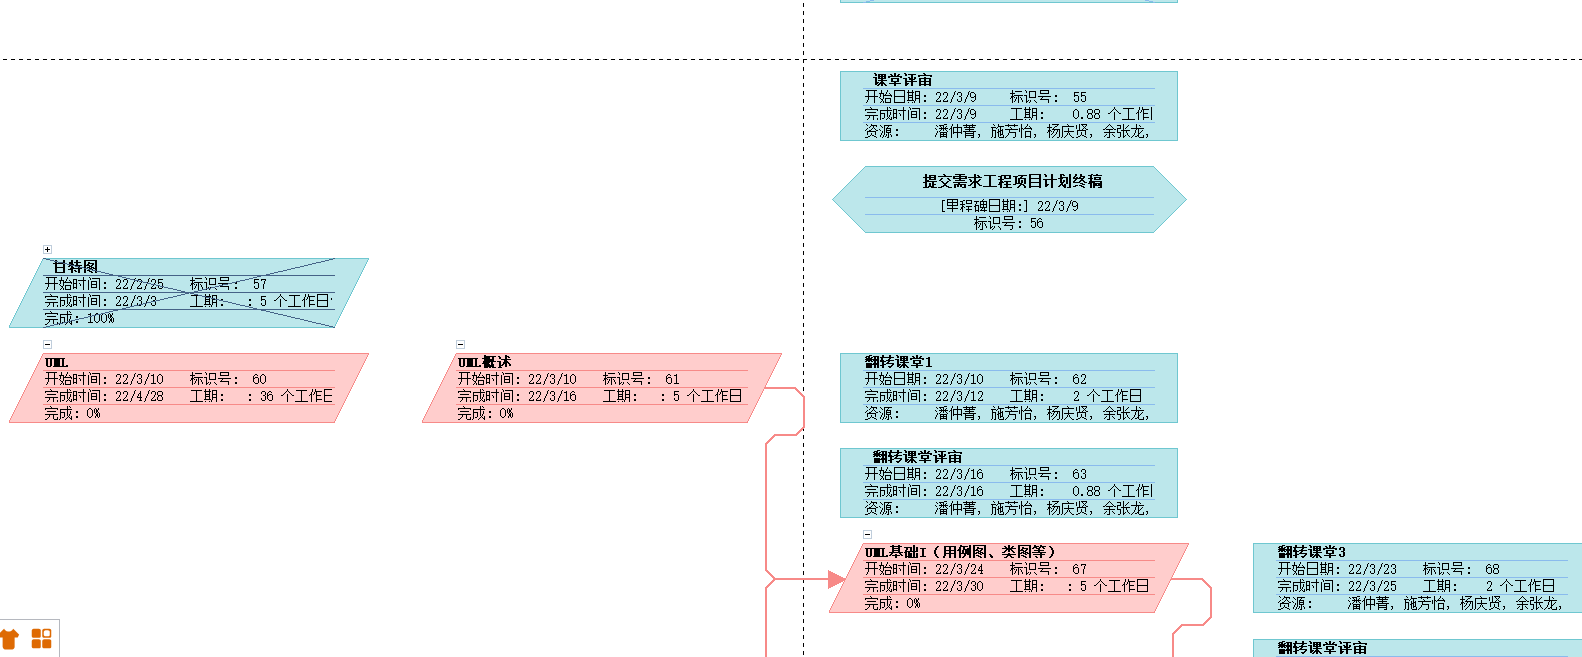 课堂评审
开始日期: 22/3/9 标识号: 55
完成时间: 22/3/9 工期: 0.88 个工作
资源: 潘仲菁, 施芳怡, 杨庆贤, 余张龙,
提交需求工程项目计划终稿
[里程碑日期:] 22/3/9
标识号: 56
甘特图
开始时间: 22/2/25 标识号: 57
完成时间: 22/3/3 工期: : 5 个工作日
完成: 100%
UML
开始时间: 22/3/10 标识号: 60
完成时间: 22/4/28 工期: : 36 个工作日
完成: 0%
UML概述
开始时间: 22/3/10 标识号: 61
完成时间: 22/3/16 工期: : 5 个工作日
完成: 0%
翻转课堂1
开始日期: 22/3/10 标识号: 62
完成时间: 22/3/12 工期: 2 个工作日
资源: 潘仲菁, 施芳怡, 杨庆贤, 余张龙,
翻转课堂评审
开始日期: 22/3/16 标识号: 63
完成时间: 22/3/16 工期: 0.88 个工作
资源: 潘仲菁, 施芳怡, 杨庆贤, 余张龙,
UML基础I（用例图、类图等）
开始时间: 22/3/24 标识号: 67
完成时间: 22/3/30 工期: : 5 个工作日
完成: 0%
翻转课堂3
开始日期: 22/3/23 标识号: 68
完成时间: 22/3/25 工期: 2 个工作日
资源: 潘仲菁, 施芳怡, 杨庆贤, 余张龙,
翻转课堂评审